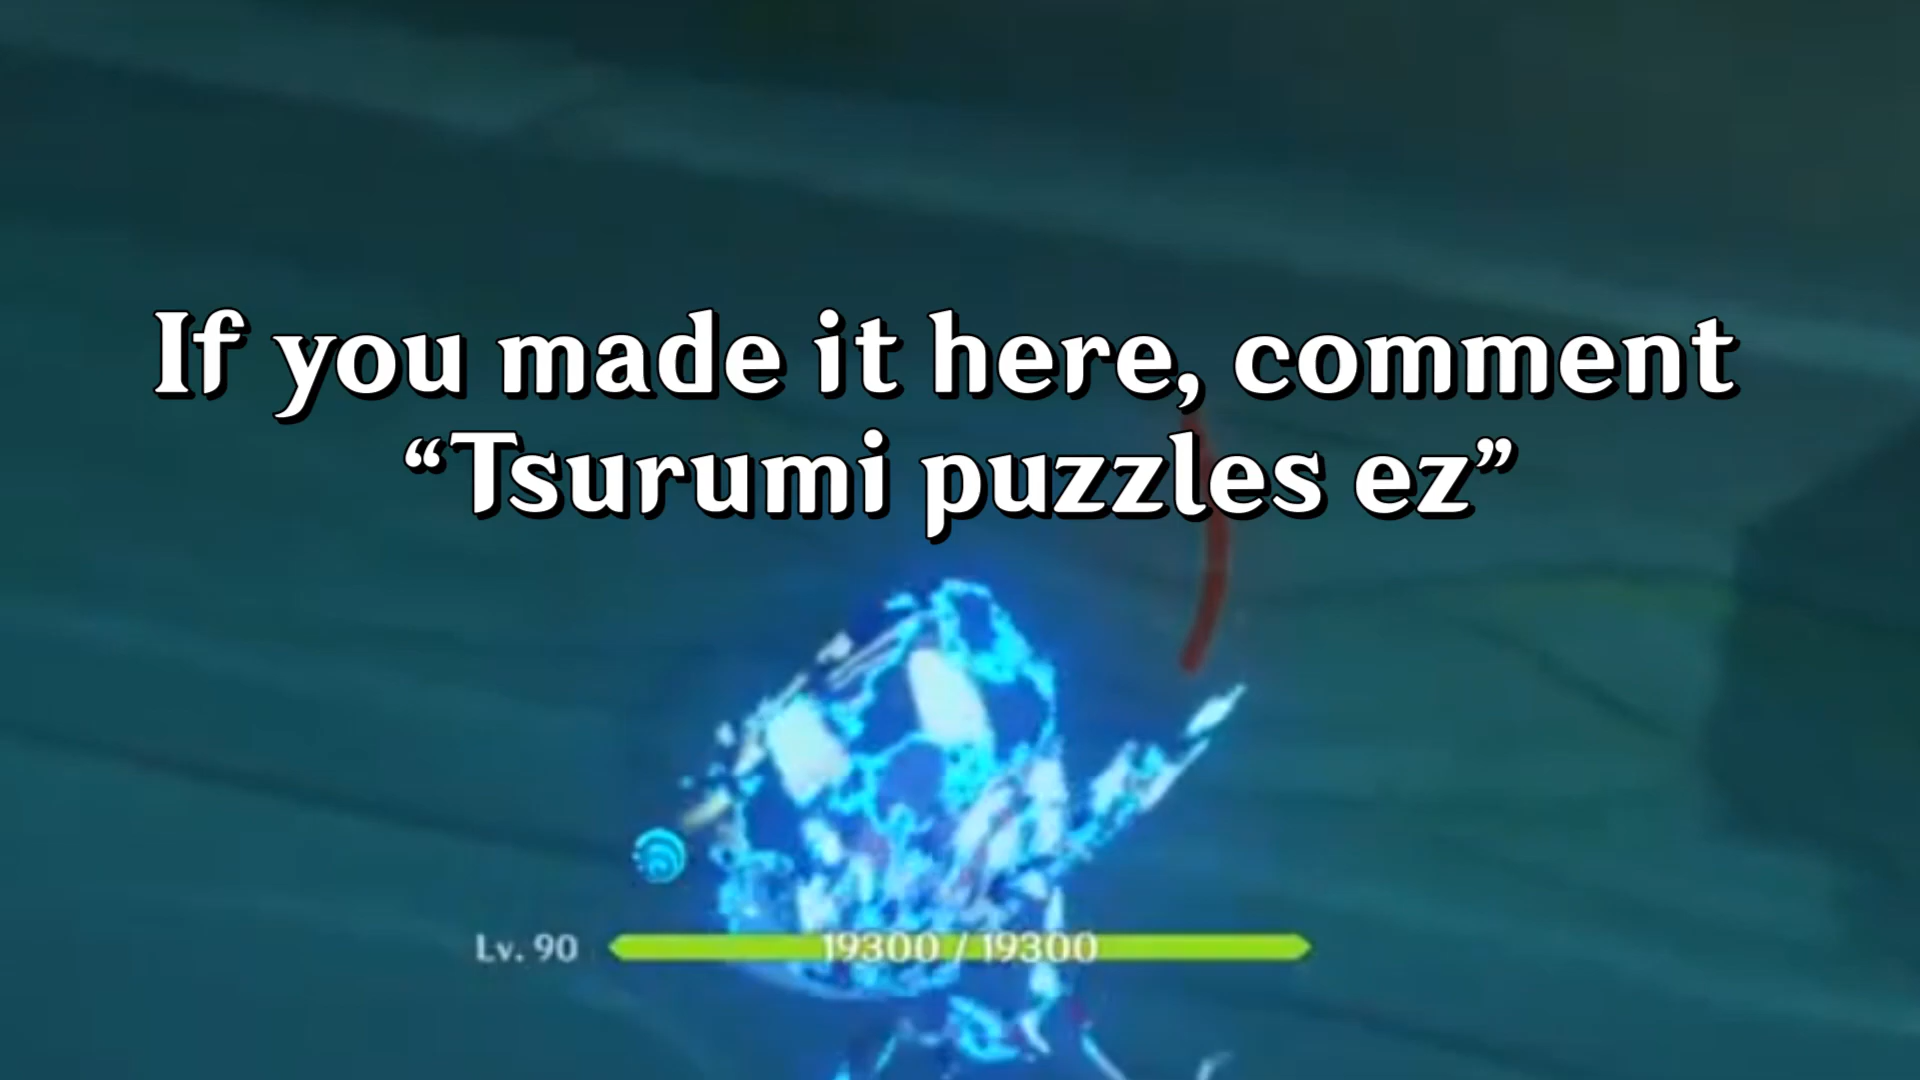 If you made it here, comment
“Tsurumi puzzles ez”
Lv. 90
19300 / 19300